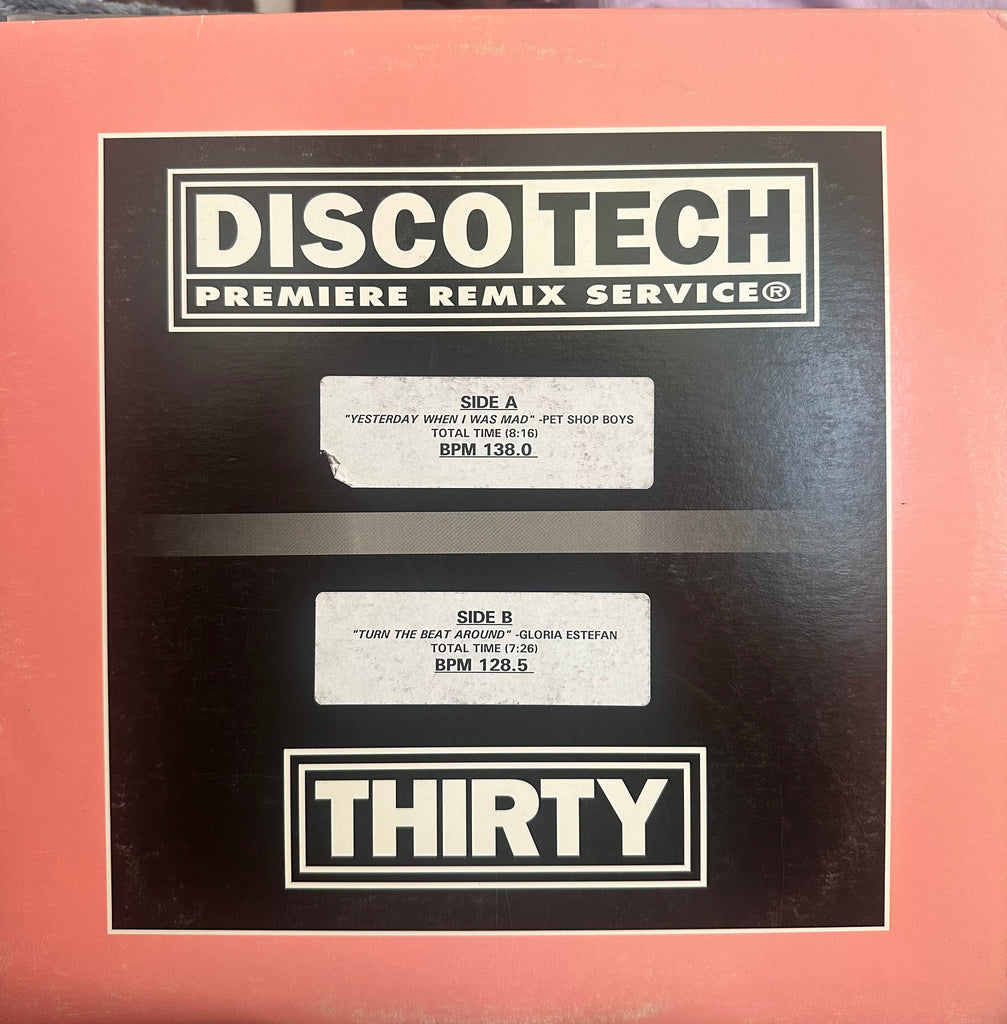 DISCOTECH
PREMIERE REMIX SERVICE®
SIDE A
"YESTERDAY WHEN I WAS MAD" -PET SHOP BOYS
TOTAL TIME (8:16)
BPM 138.0
SIDE B
"TURN THE BEAT AROUND" -GLORIA ESTEFAN
TOTAL TIME (7:26)
BPM 128.5
THIRTY